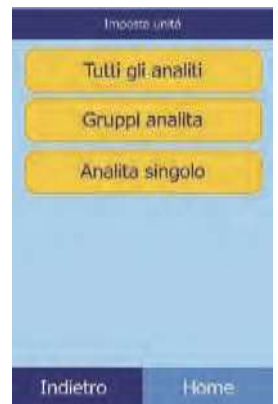 Imposta unità
Tutti gli analiti
Gruppi analita
Analita singolo
Indietro Home